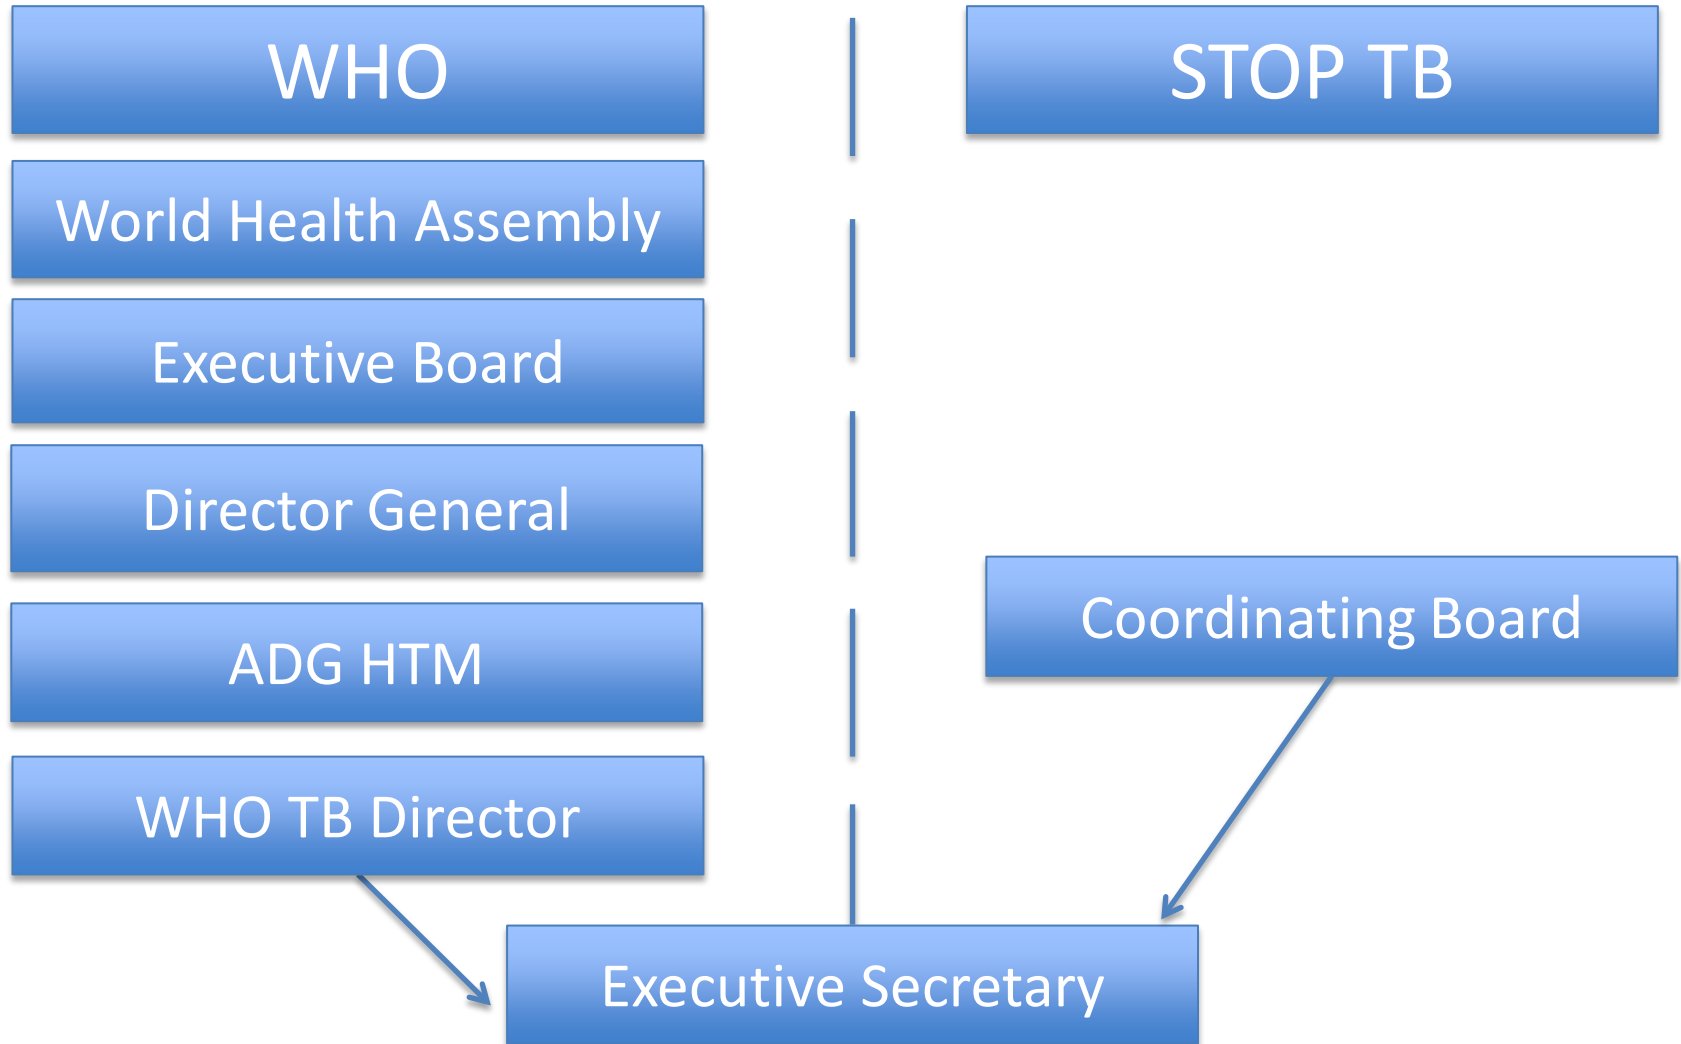 WHO
STOP TB
World Health Assembly
Executive Board
Director General
Coordinating Board
ADG HTM
WHO TB Director
Executive Secretary